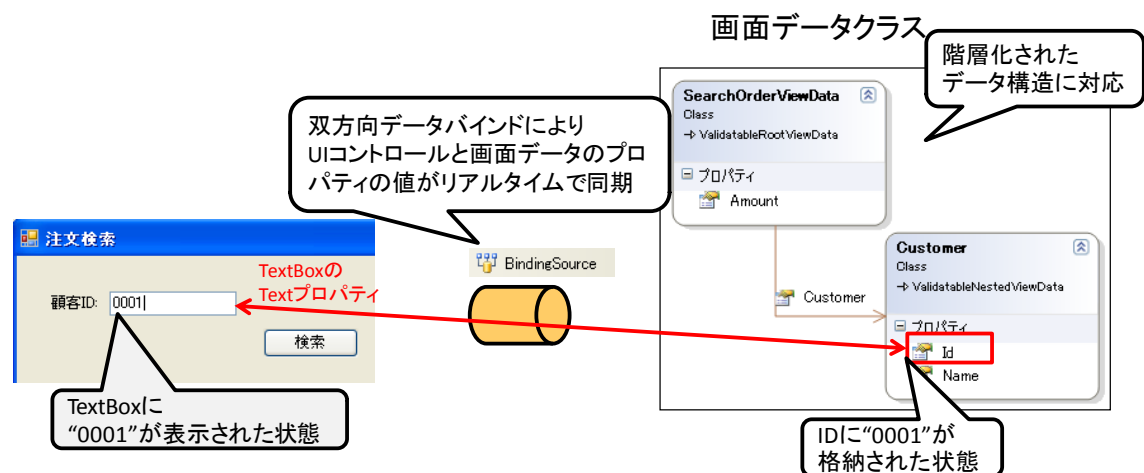 画面データクラス
階層化された
データ構造に対応
SearchOrderViewData
Class
ValidatableRootViewData
プロパティ
Amount
双方向データバインドにより
UIコントロールと画面データのプロ
パティの値がリアルタイムで同期
注文検索
TextBoxの
Textプロパティ
顧客ID: 0001
検索
BindingSource
Customer
Customer
Class
ValidatableNestedViewData
プロパティ
Id
Name
TextBoxに
“0001”が表示された状態
IDに“0001”が
格納された状態